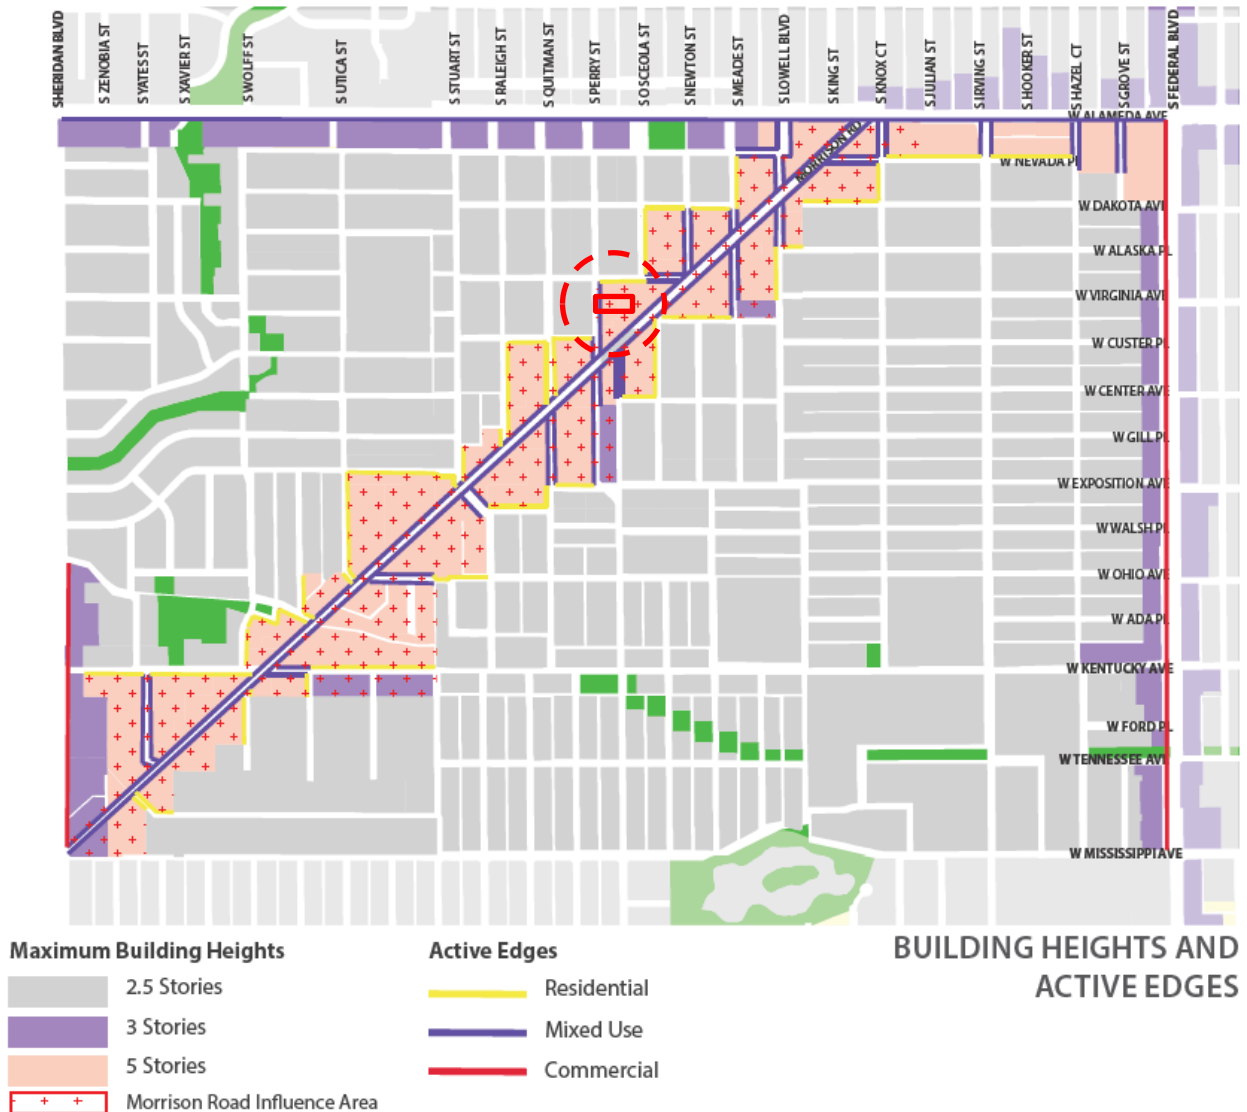 SHERIDAN BLVD
S ZENOBIA ST
S YATES ST
S XAVIER ST
S WOLFF ST
S UTICA ST
S STUART ST
S RALEIGH ST
S QUITMAN ST
S PERRY ST
S OSCEOLA ST
S NEWTON ST
S MEADE ST
S LOWELL BLVD
S KING ST
S KNOX CT
S JULIAN ST
S IRVING ST
S HOOKER ST
S HAZEL CT
S GROVE ST
S FEDERAL BLVD
W ALAMEDA AVE
MORRISON RD
W NEVADA PL
W DAKOTA AVE
W ALASKA PL
W VIRGINIA AVE
W CUSTER PL
W CENTER AVE
W GILL PL
W EXPOSITION AVE
W WALSH PL
W OHIO AVE
W ADA PL
W KENTUCKY AVE
W FORD PL
W TENNESSEE AVE
W MISSISSIPPI AVE
Maximum Building Heights
2.5 Stories
3 Stories
5 Stories
Morrison Road Influence Area
Active Edges
Residential
Mixed Use
Commercial
BUILDING HEIGHTS AND
ACTIVE EDGES